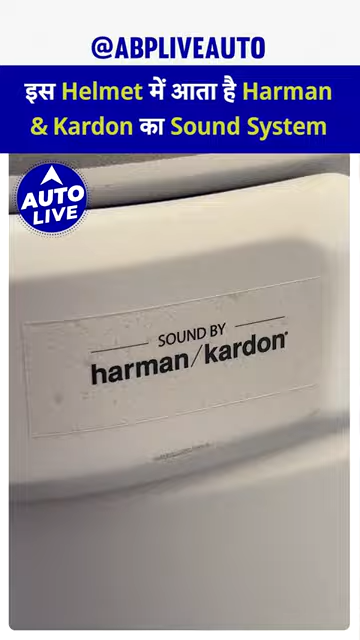 @ABPLIVEAUTO
इस Helmet में आता है Harman
& Kardon का Sound System
AUTO
LIVE
SOUND BY
harman/kardon